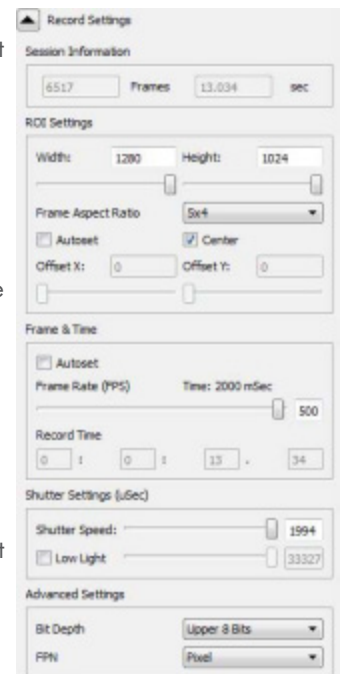 Record Settings
Session Information
6517 Frames 13.034 sec
ROI Settings
Width: 1280 Height: 1024
Frame Aspect Ratio 5x4
Autoset Center
Offset X: 0 Offset Y: 0
Frame & Time
Autoset
Frame Rate (FPS) Time: 2000 mSec
500
Record Time
0 : 0 : 13 . 34
Shutter Settings (uSec)
Shutter Speed: 1994
Low Light 33327
Advanced Settings
Bit Depth Upper 8 Bits
FPN Pixel